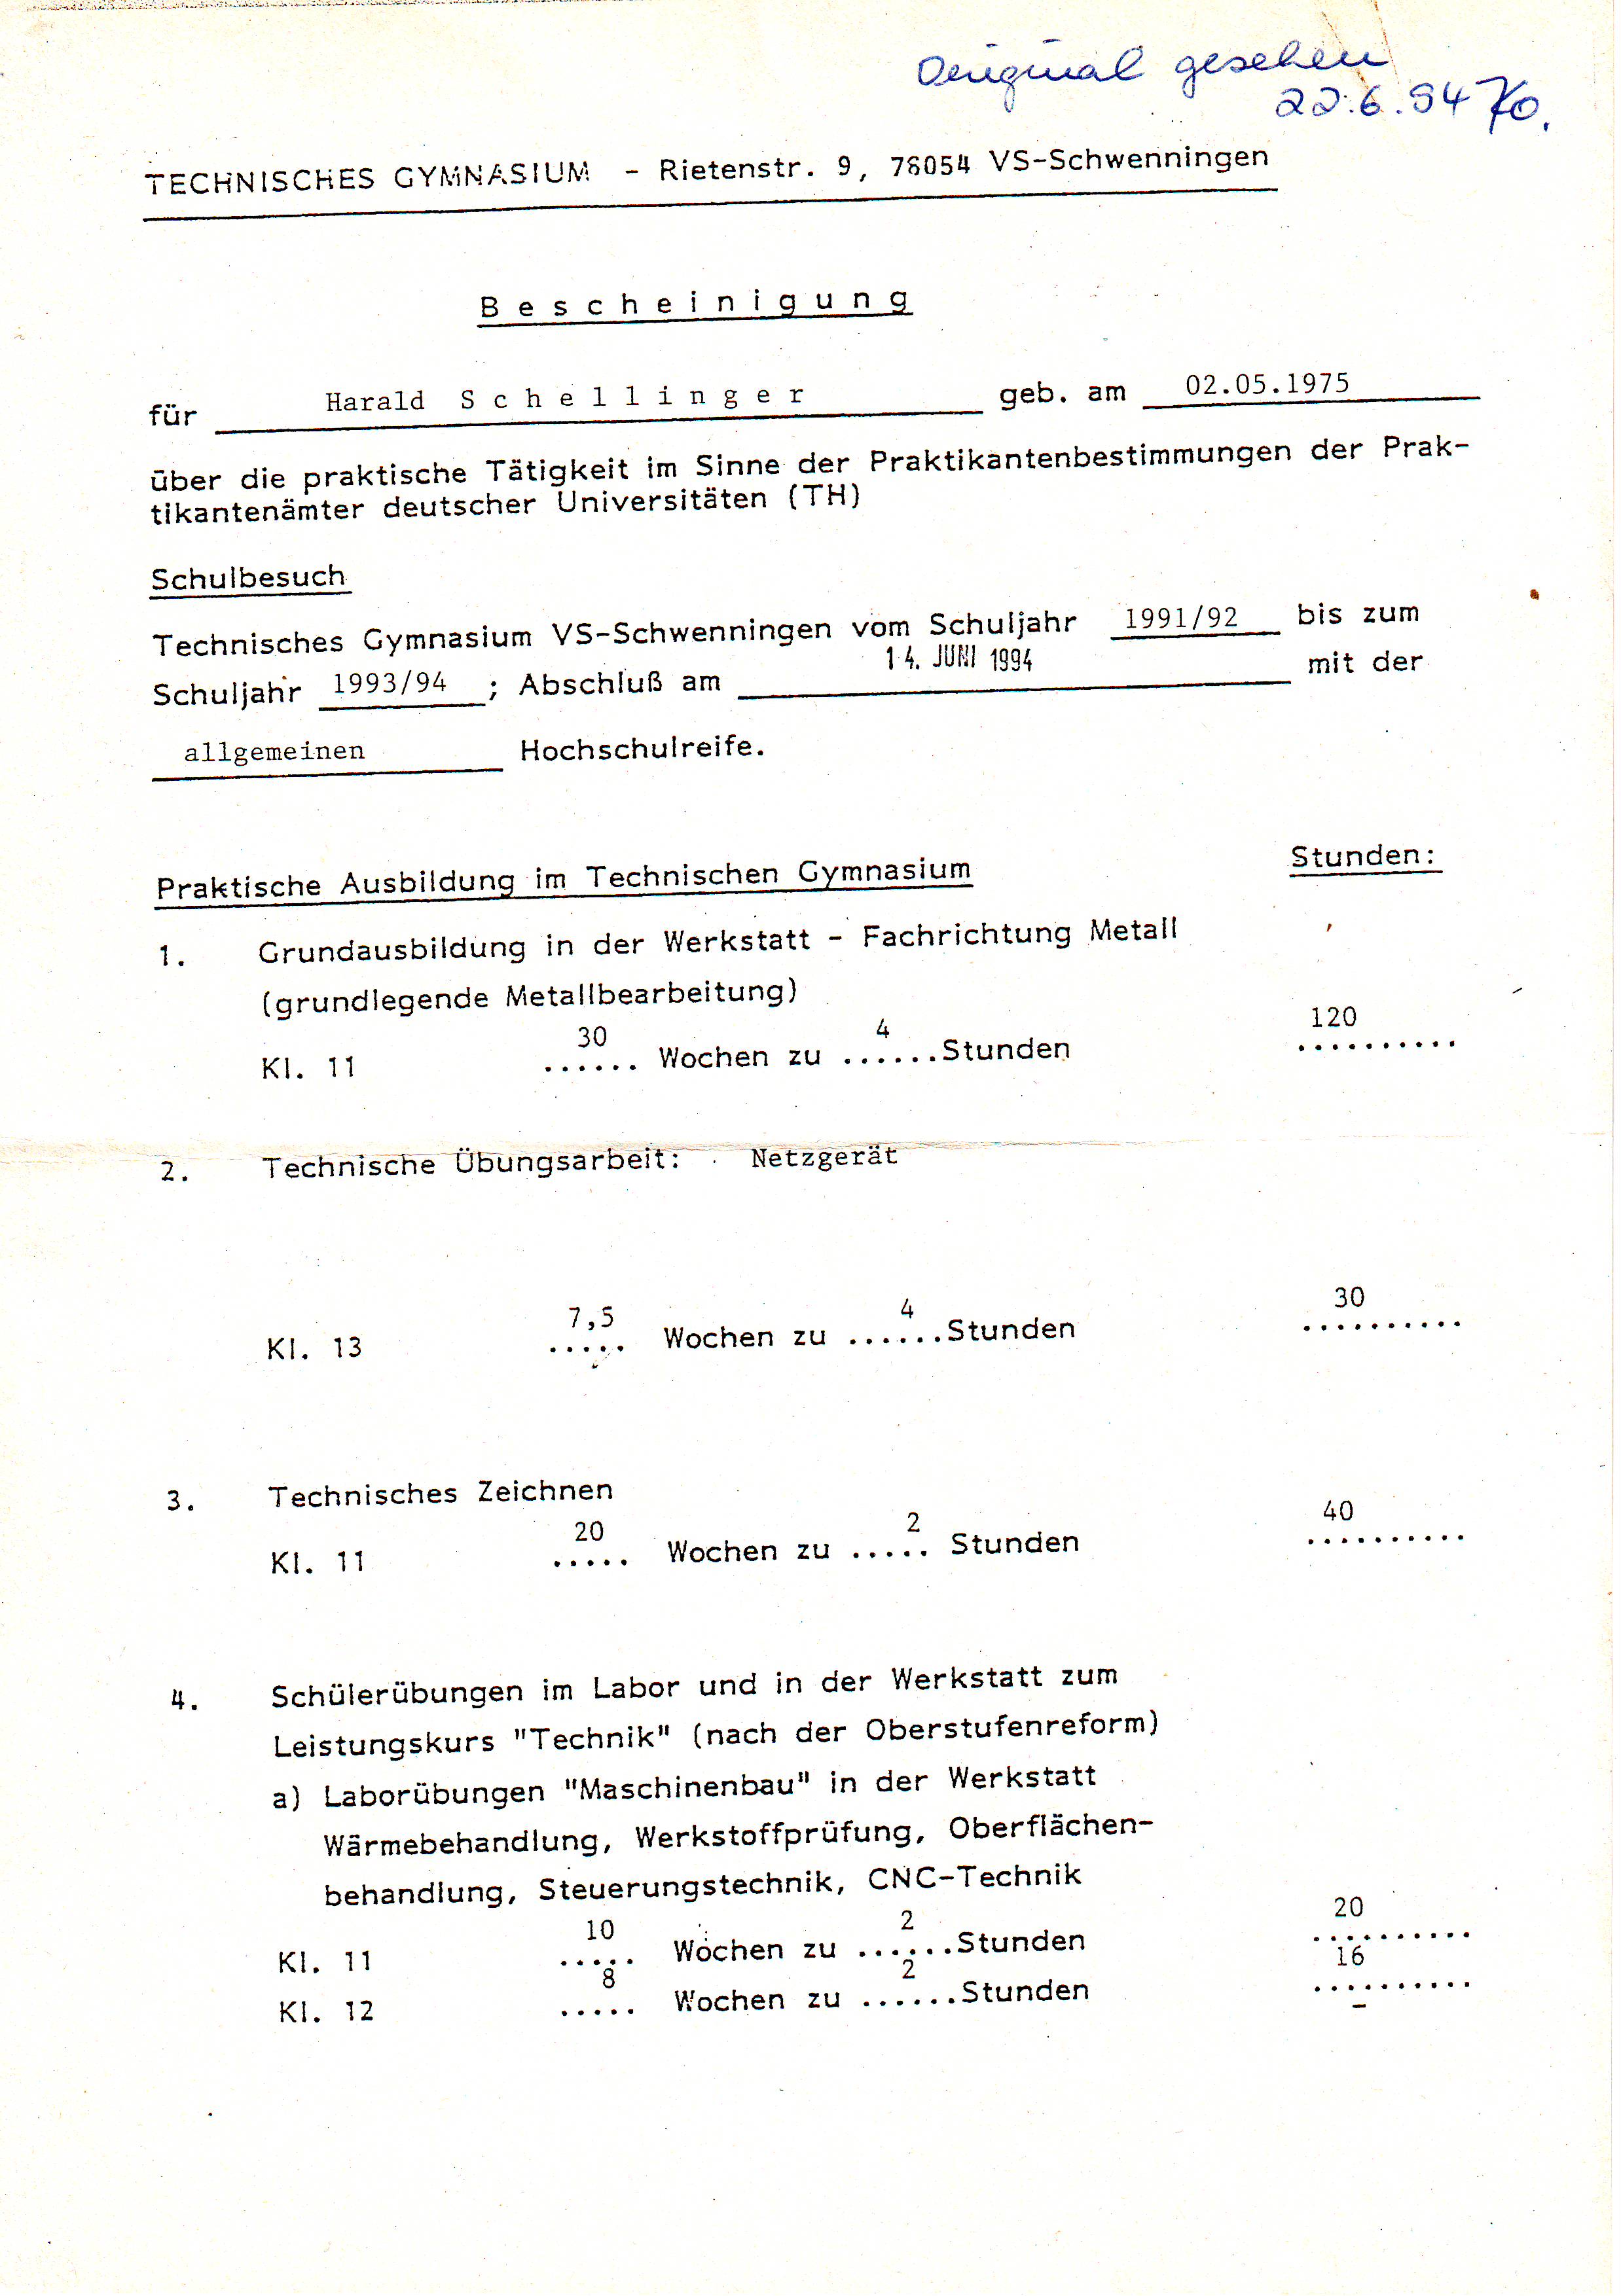 Original gesehen
22.6.94 Ko.
TECHNISCHES GYMNASIUM - Rietenstr. 9, 78054 VS-Schwenningen
Bescheinigung
für Harald Schellinger geb. am 02.05.1975
über die praktische Tätigkeit im Sinne der Praktikantenbestimmungen der Prak-
tikantenämter deutscher Universitäten (TH)
Schulbesuch
Technisches Gymnasium VS-Schwenningen vom Schuljahr 1991/92 bis zum
Schuljahr 1993/94 ; Abschluß am 14. JUNI 1994 mit der
allgemeinen Hochschulreife.
Praktische Ausbildung im Technischen Gymnasium Stunden:
1. Grundausbildung in der Werkstatt - Fachrichtung Metall
(grundlegende Metallbearbeitung)
Kl. 11 30 Wochen zu 4 Stunden 120
2. Technische Übungsarbeit: Netzgerät
Kl. 13 7,5 Wochen zu 4 Stunden 30
3. Technisches Zeichnen
Kl. 11 20 Wochen zu 2 Stunden 40
4. Schülerübungen im Labor und in der Werkstatt zum
Leistungskurs "Technik" (nach der Oberstufenreform)
a) Laborübungen "Maschinenbau" in der Werkstatt
Wärmebehandlung, Werkstoffprüfung, Oberflächen-
behandlung, Steuerungstechnik, CNC-Technik
Kl. 11 10 Wochen zu 2 Stunden 20
Kl. 12 8 Wochen zu 2 Stunden 16